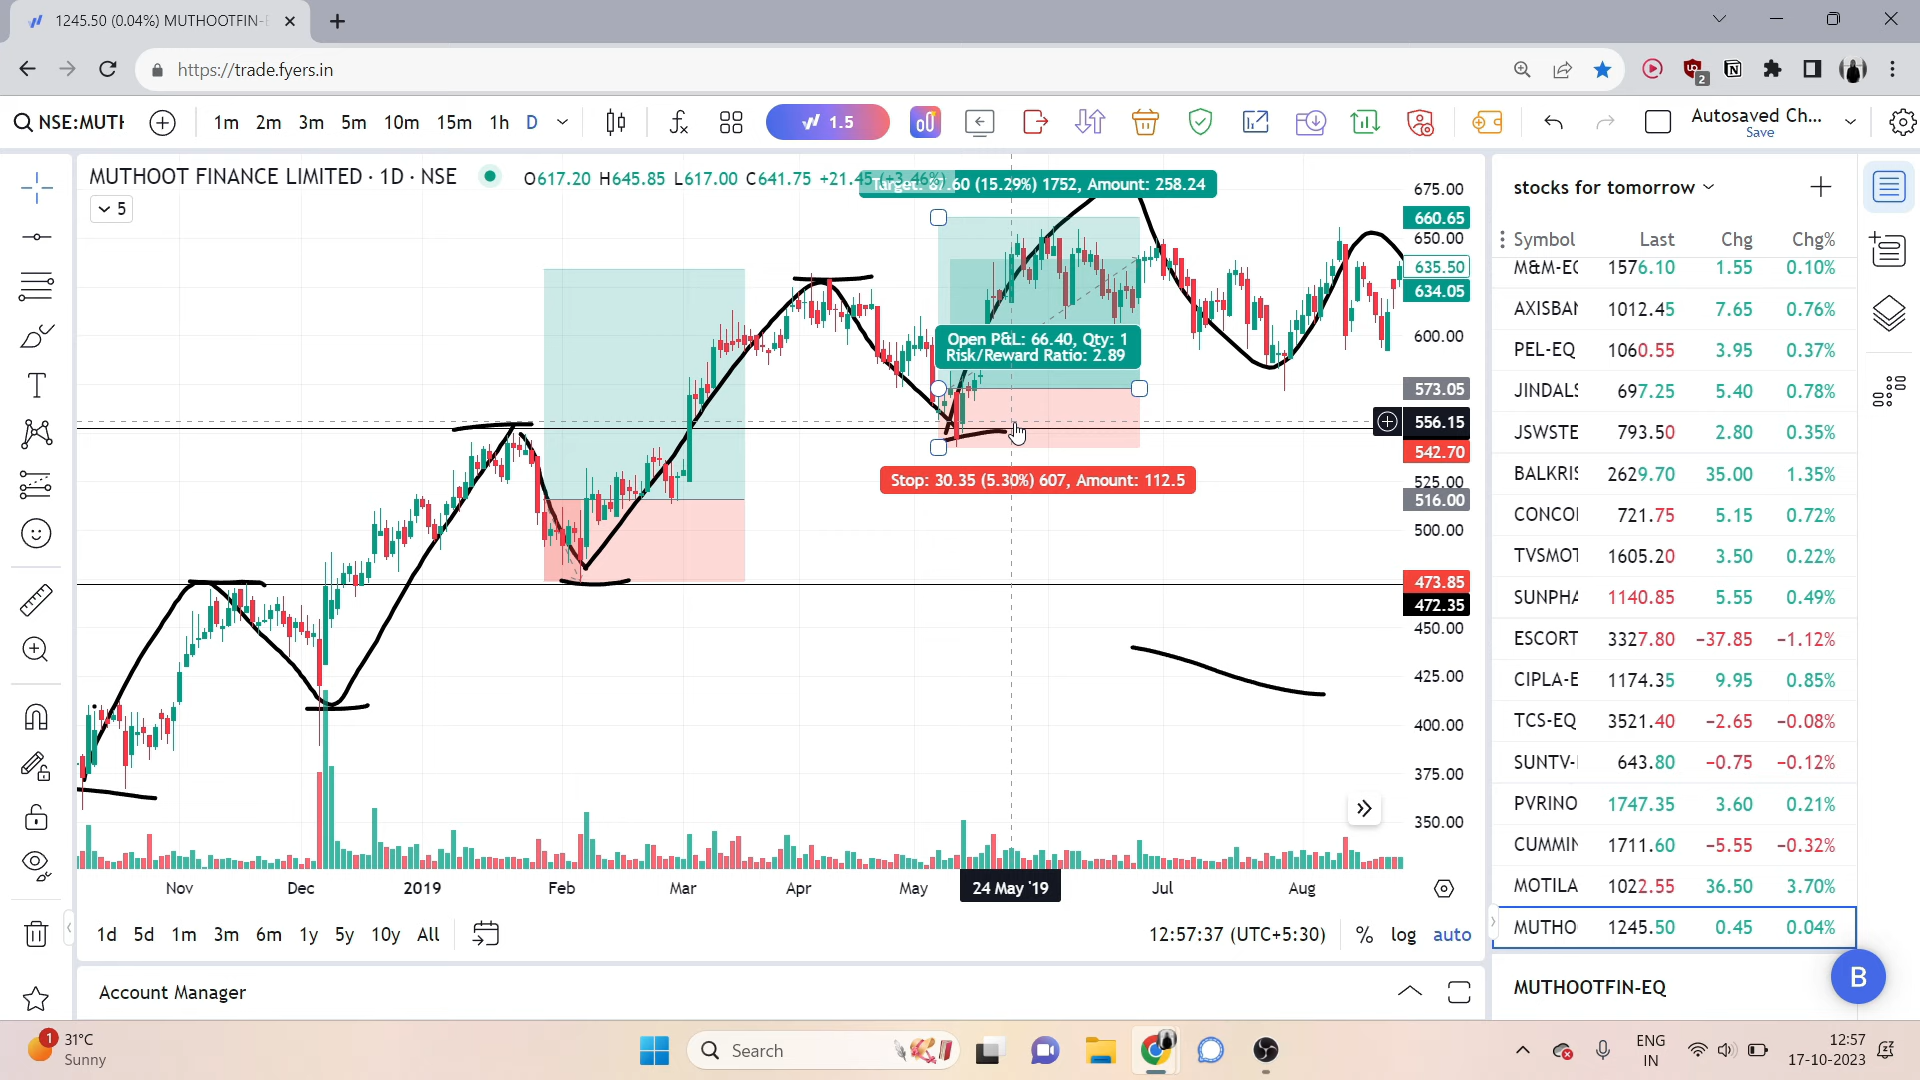 1245.50 (0.04%) MUTHOOTFIN-E
https://trade.fyers.in
2
NSE:MUTH
1m 2m 3m 5m 10m 15m 1h D
1.5
Autosaved Ch...
Save
MUTHOOT FINANCE LIMITED · 1D · NSE
O617.20 H645.85 L617.00 C641.75 +21.45 (+3.46%)
5
Target: 87.60 (15.29%) 1752, Amount: 258.24
Open P&L: 66.40, Qty: 1
Risk/Reward Ratio: 2.89
Stop: 30.35 (5.30%) 607, Amount: 112.5
675.00
660.65
650.00
635.50
634.05
600.00
573.05
556.15
542.70
525.00
516.00
500.00
473.85
472.35
450.00
425.00
400.00
375.00
350.00
Nov Dec 2019 Feb Mar Apr May 24 May '19 Jul Aug
1d 5d 1m 3m 6m 1y 5y 10y All
12:57:37 (UTC+5:30) % log auto
Account Manager
stocks for tomorrow
Symbol Last Chg Chg%
M&M-EQ 1576.10 1.55 0.10%
AXISBAN 1012.45 7.65 0.76%
PEL-EQ 1060.55 3.95 0.37%
JINDALS 697.25 5.40 0.78%
JSWSTE 793.50 2.80 0.35%
BALKRIS 2629.70 35.00 1.35%
CONCOR 721.75 5.15 0.72%
TVSMOT 1605.20 3.50 0.22%
SUNPHA 1140.85 5.55 0.49%
ESCORT 3327.80 -37.85 -1.12%
CIPLA-E 1174.35 9.95 0.85%
TCS-EQ 3521.40 -2.65 -0.08%
SUNTV- 643.80 -0.75 -0.12%
PVRINO 1747.35 3.60 0.21%
CUMMIN 1711.60 -5.55 -0.32%
MOTILA 1022.55 36.50 3.70%
MUTHO 1245.50 0.45 0.04%
MUTHOOTFIN-EQ
B
1
31°C
Sunny
Search
ENG
IN
12:57
17-10-2023